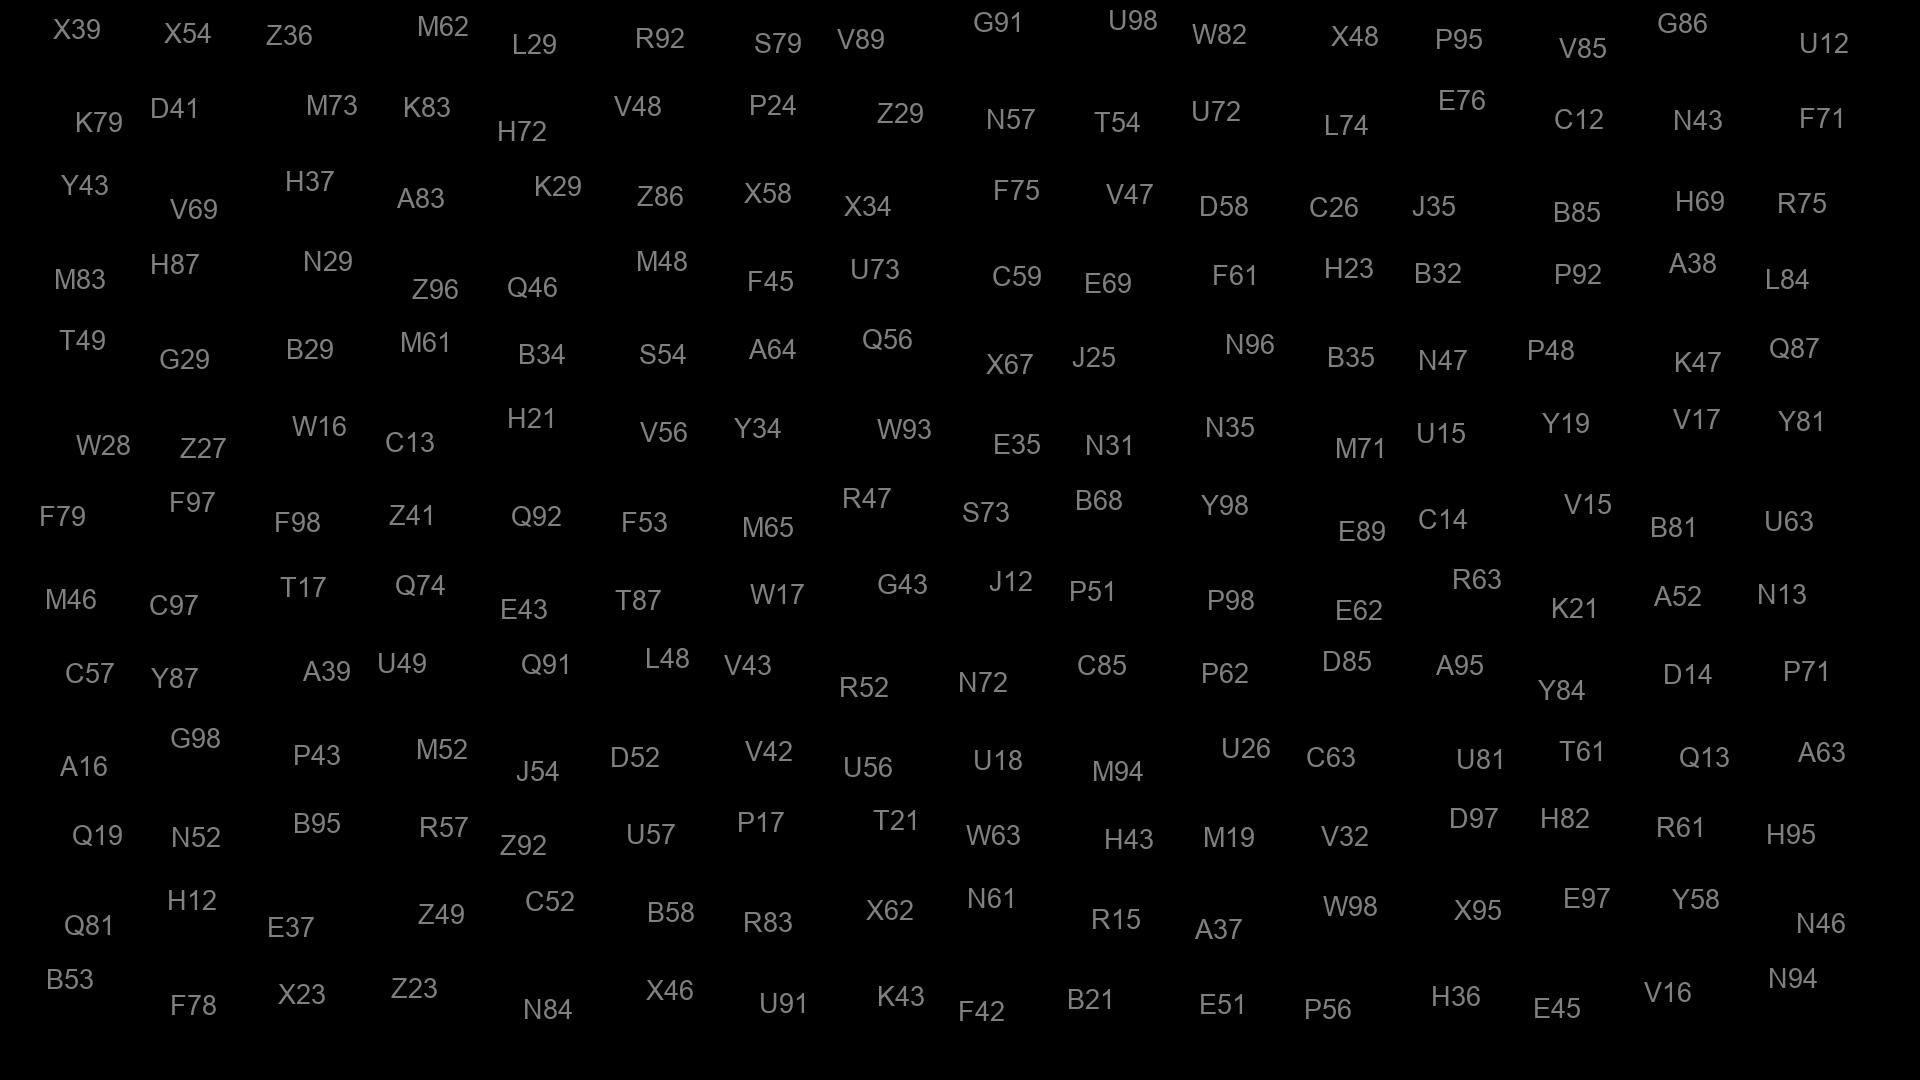 X39 X54 Z36 M62 L29 R92 S79 V89 G91 U98 W82 X48 P95 V85 G86 U12
K79 D41 M73 K83 H72 V48 P24 Z29 N57 T54 U72 L74 E76 C12 N43 F71
Y43 V69 H37 A83 K29 Z86 X58 X34 F75 V47 D58 C26 J35 B85 H69 R75
M83 H87 N29 Z96 Q46 M48 F45 U73 C59 E69 F61 H23 B32 P92 A38 L84
T49 G29 B29 M61 B34 S54 A64 Q56 X67 J25 N96 B35 N47 P48 K47 Q87
W28 Z27 W16 C13 H21 V56 Y34 W93 E35 N31 N35 M71 U15 Y19 V17 Y81
F79 F97 F98 Z41 Q92 F53 M65 R47 S73 B68 Y98 E89 C14 V15 B81 U63
M46 C97 T17 Q74 E43 T87 W17 G43 J12 P51 P98 E62 R63 K21 A52 N13
C57 Y87 A39 U49 Q91 L48 V43 R52 N72 C85 P62 D85 A95 Y84 D14 P71
A16 G98 P43 M52 J54 D52 V42 U56 U18 M94 U26 C63 U81 T61 Q13 A63
Q19 N52 B95 R57 Z92 U57 P17 T21 W63 H43 M19 V32 D97 H82 R61 H95
Q81 H12 E37 Z49 C52 B58 R83 X62 N61 R15 A37 W98 X95 E97 Y58 N46
B53 F78 X23 Z23 N84 X46 U91 K43 F42 B21 E51 P56 H36 E45 V16 N94